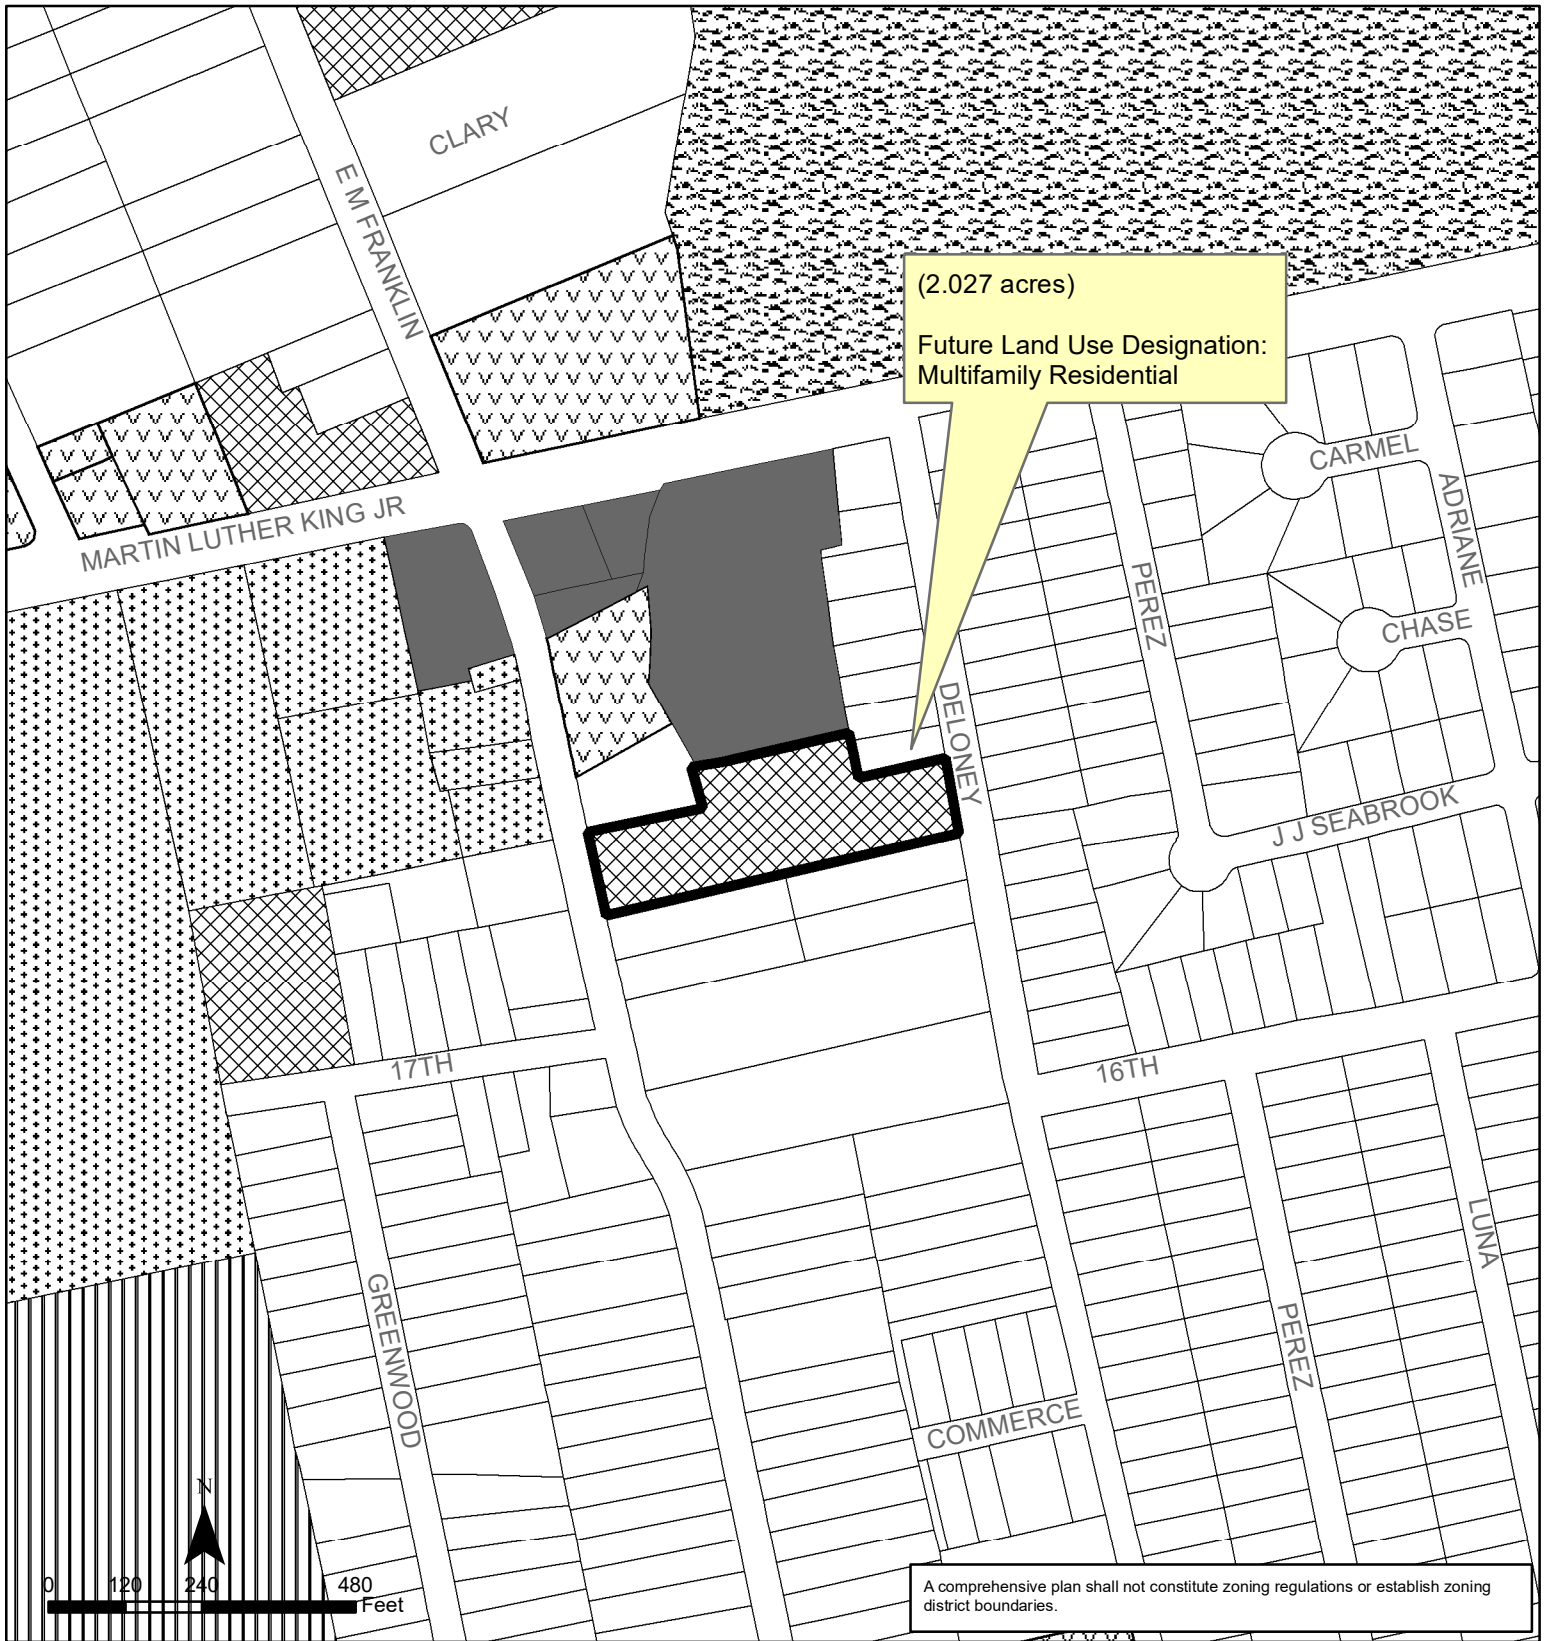 CLARY
E M FRANKLIN
(2.027 acres)
Future Land Use Designation:
Multifamily Residential
CARMEL
ADRIANE
MARTIN LUTHER KING JR
PEREZ
CHASE
DELONEY
J J SEABROOK
17TH
16TH
LUNA
GREENWOOD
PEREZ
COMMERCE
N
0 120 240 480
Feet
A comprehensive plan shall not constitute zoning regulations or establish zoning
district boundaries.